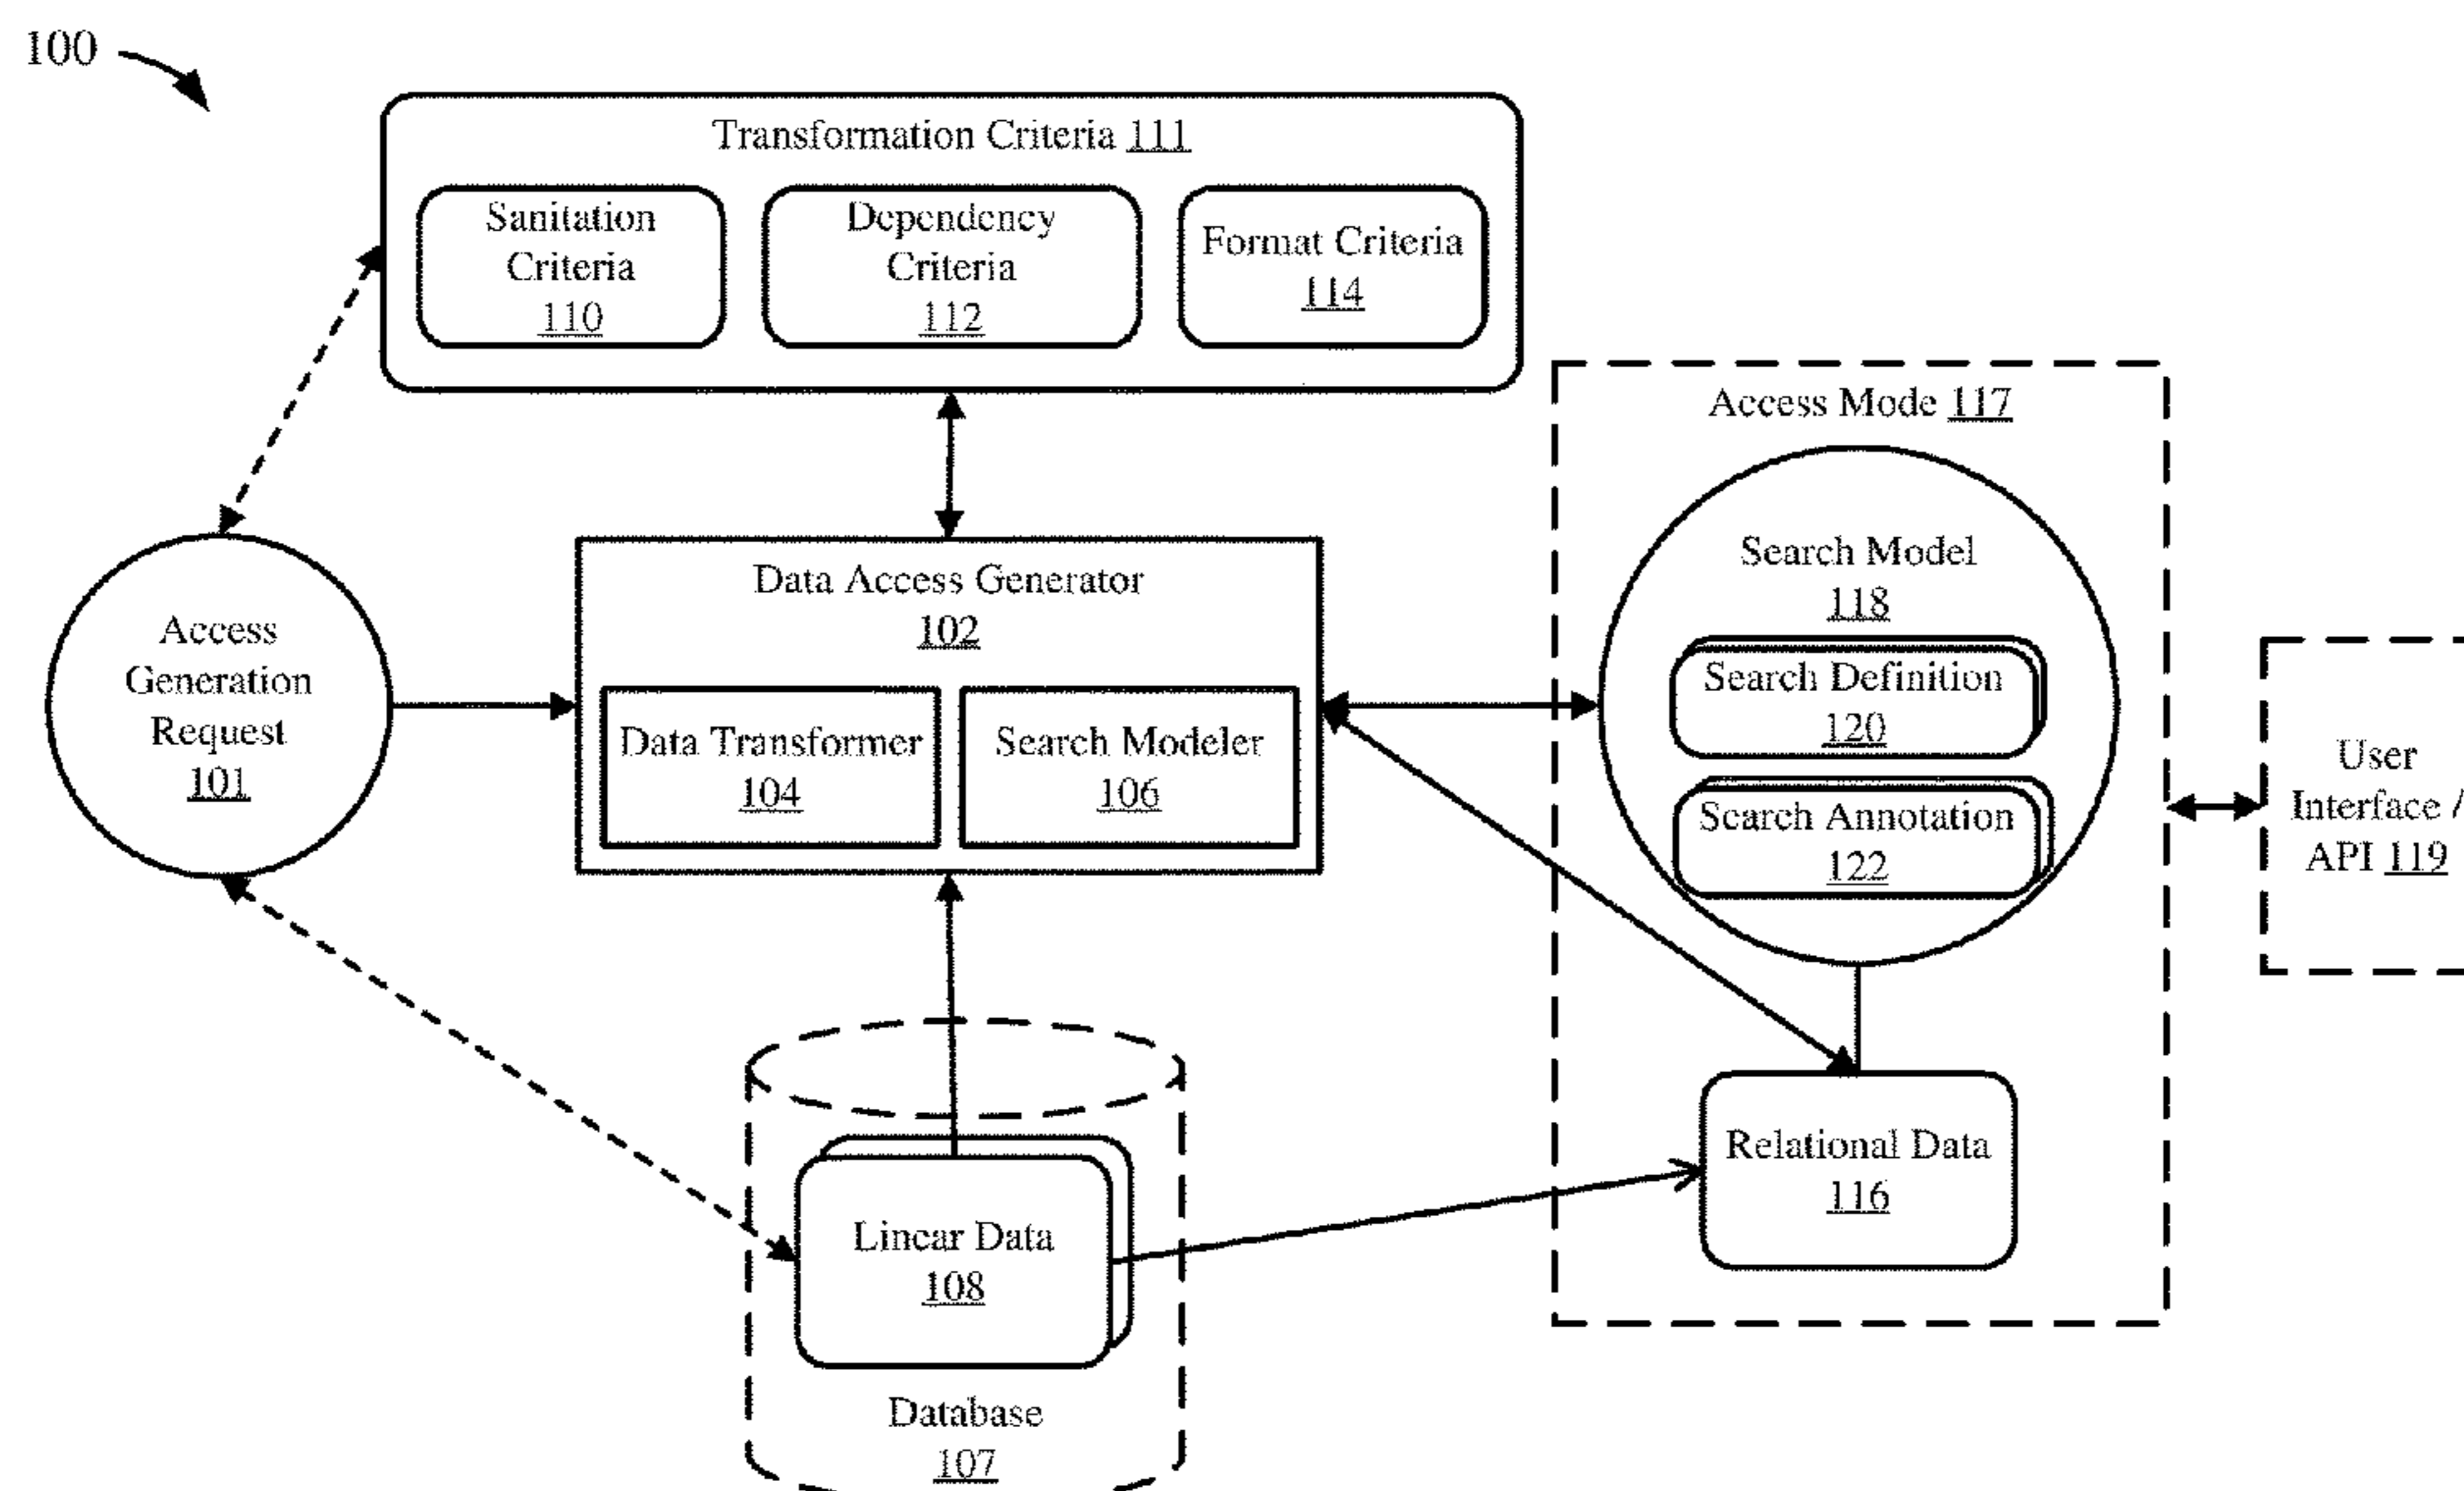 100
Transformation Criteria 111
Sanitation
Criteria
110
Dependency
Criteria
112
Format Criteria
114
Access Mode 117
Search Model
118
Search Definition
120
Search Annotation
122
Data Access Generator
102
Data Transformer
104
Search Modeler
106
Access
Generation
Request
101
User
Interface /
API 119
Relational Data
116
Linear Data
108
Database
107